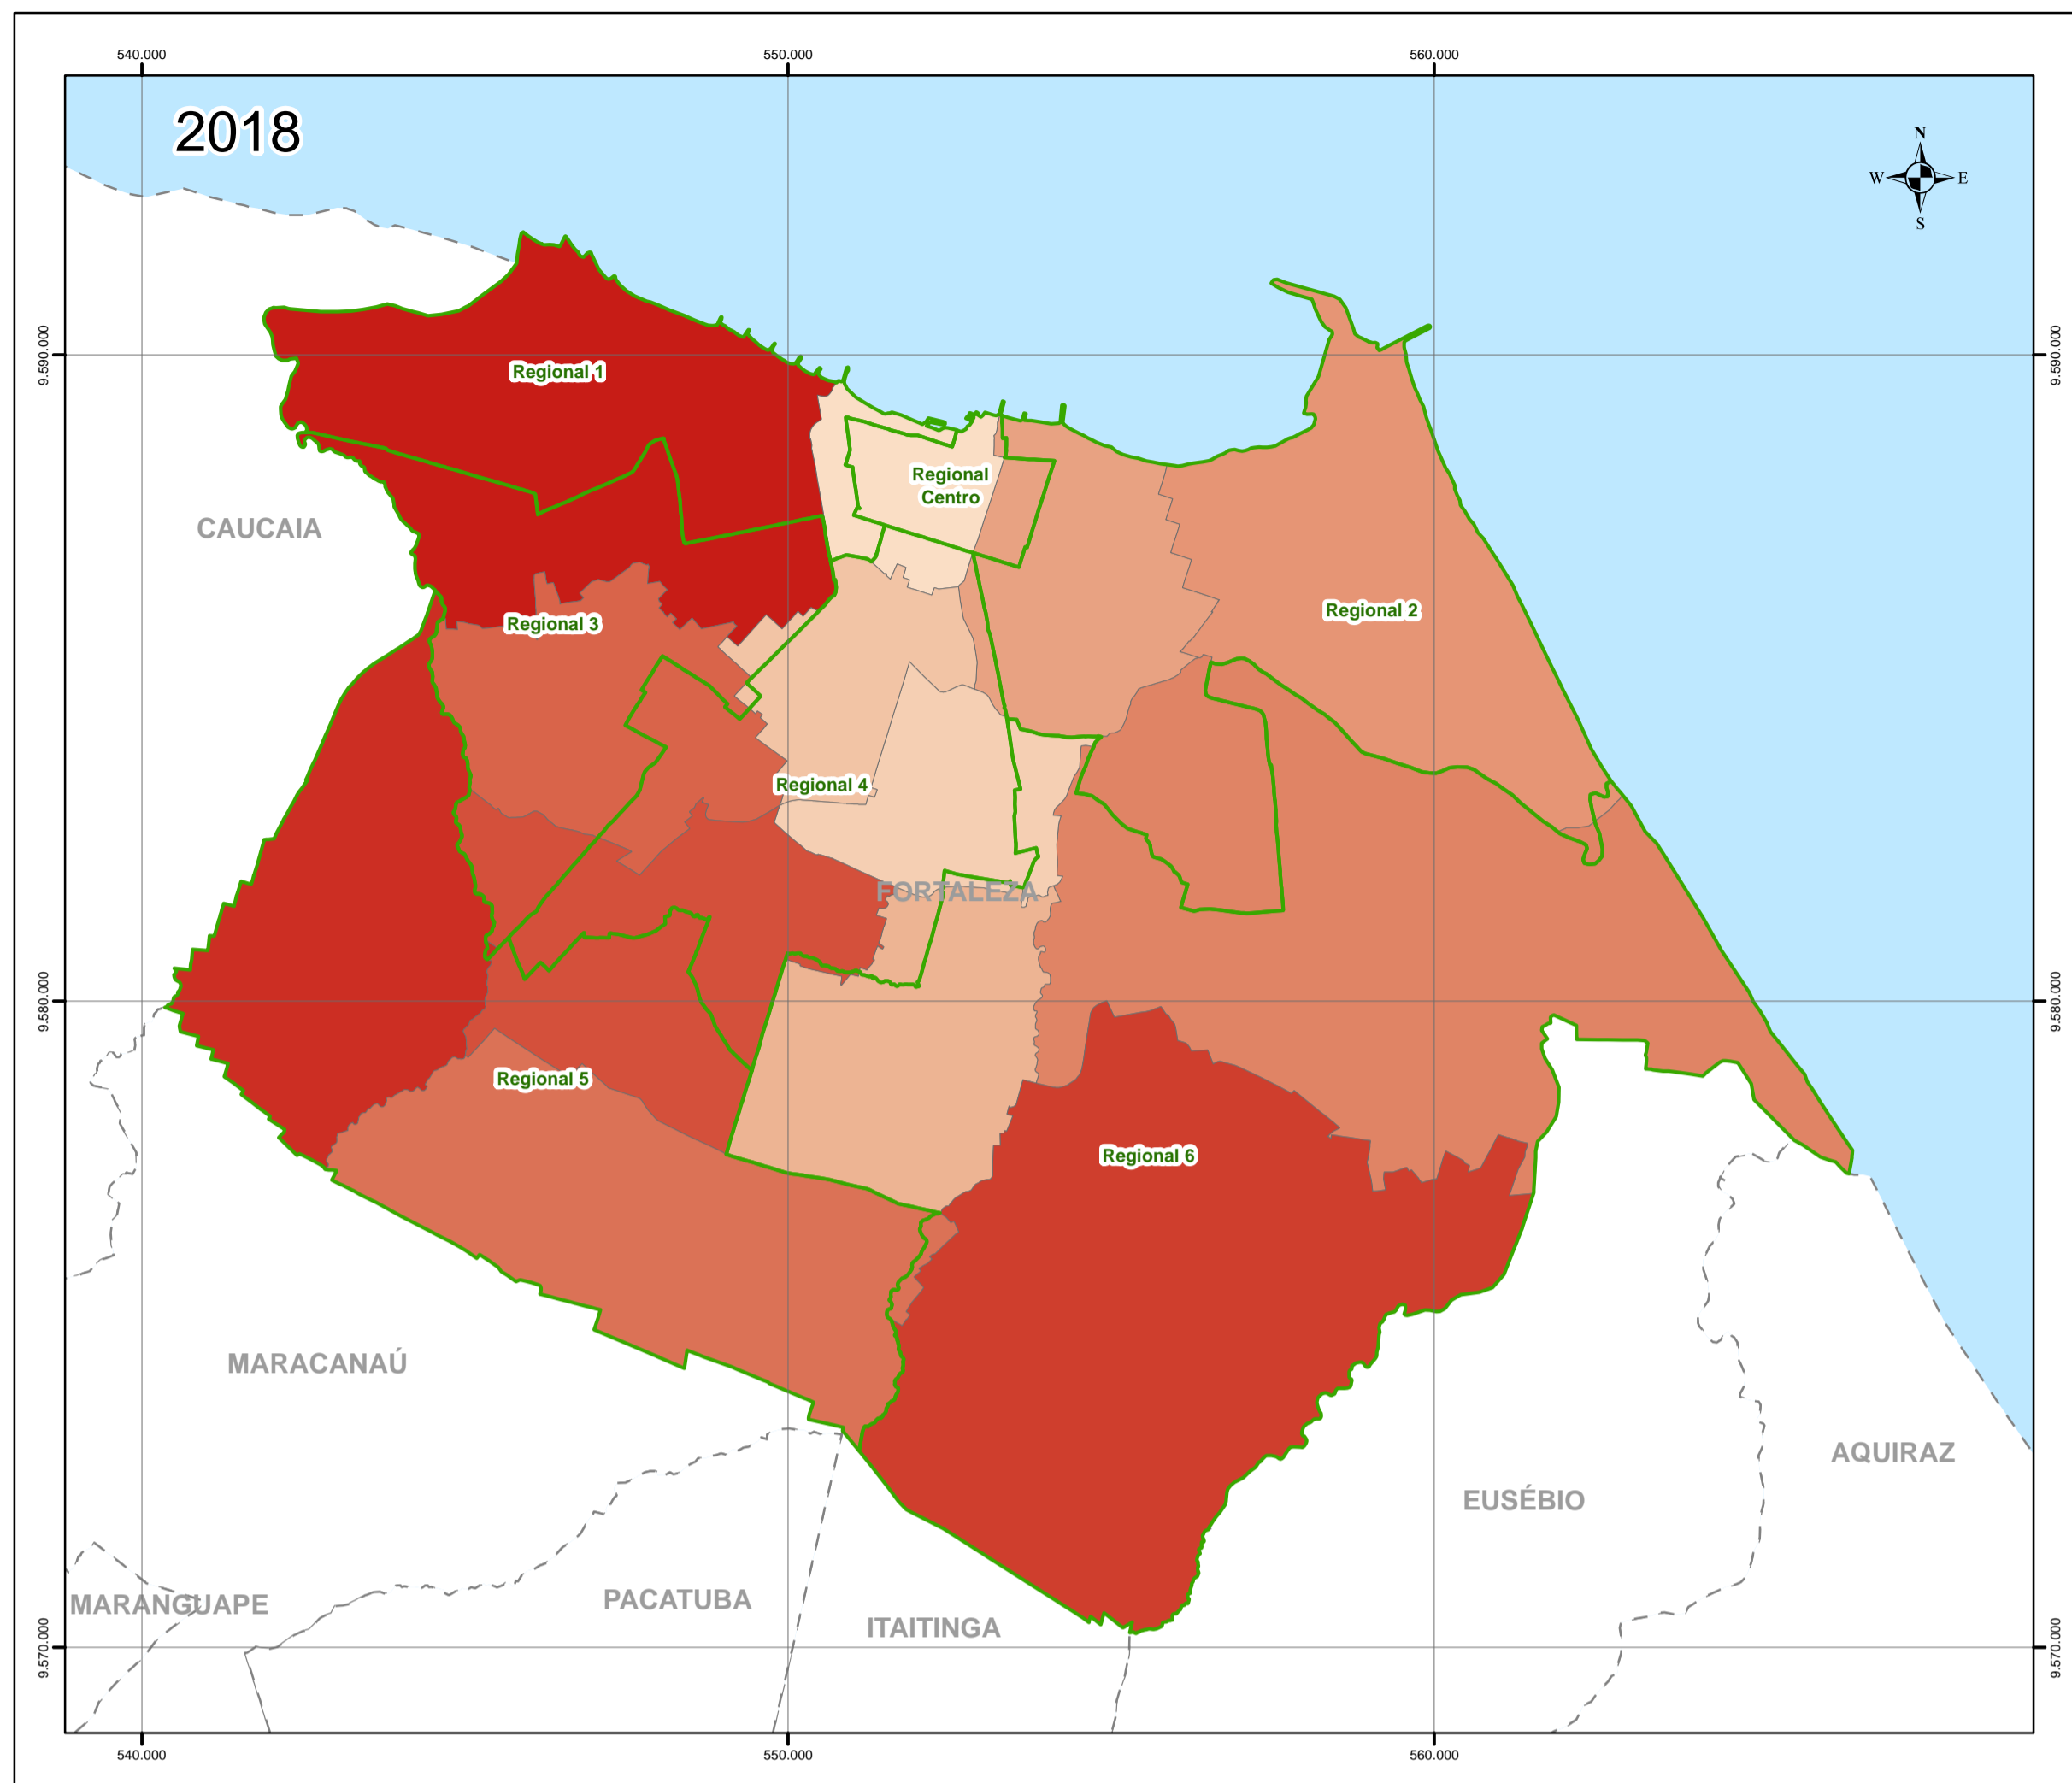 540.000
550.000
560.000
2018
N
W
E
S
9.590.000
9.590.000
Regional 1
Regional
Centro
CAUCAIA
Regional 3
Regional 2
Regional 4
FORTALEZA
9.580.000
9.580.000
Regional 5
Regional 6
MARACANAÚ
AQUIRAZ
EUSÉBIO
MARANGUAPE
PACATUBA
ITAITINGA
9.570.000
9.570.000
540.000
550.000
560.000